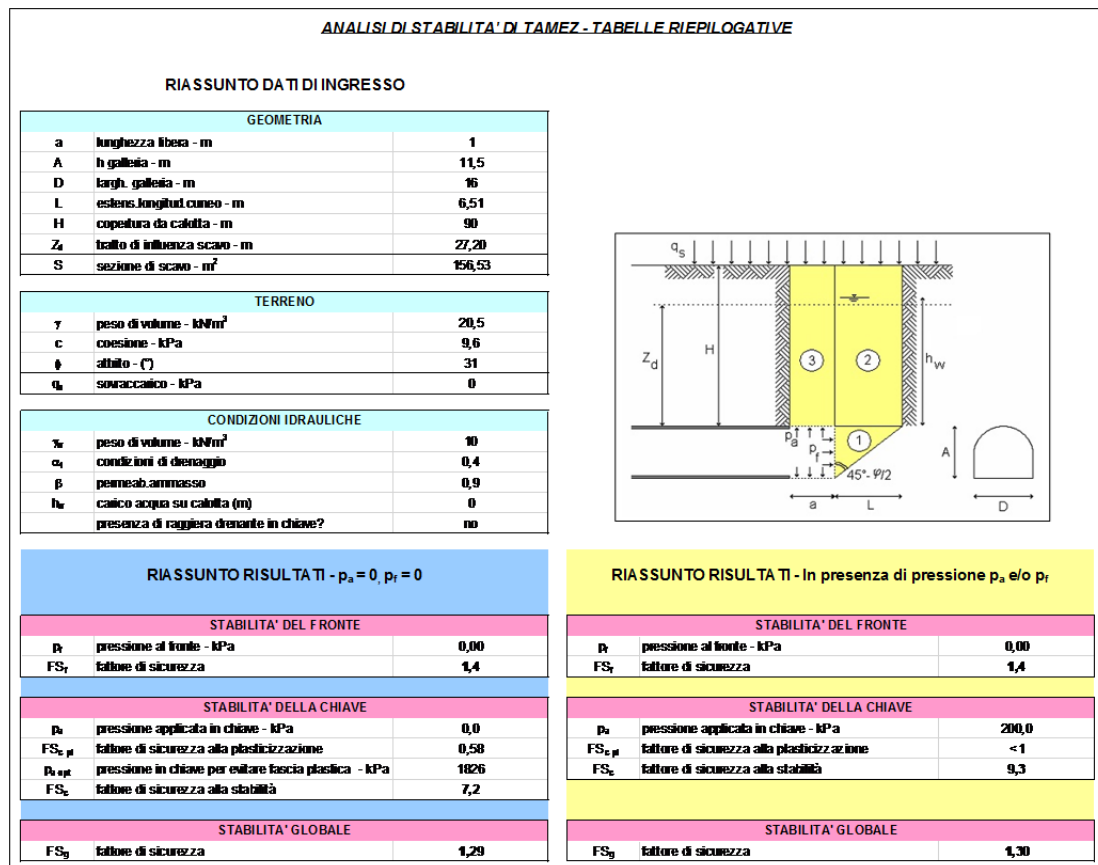 ANALISI DI STABILITA' DI TAMEZ - TABELLE RIEPILOGATIVE
RIASSUNTO DATI DI INGRESSO
GEOMETRIA
a lunghezza libera - m 1
A h galleria - m 11,5
D largh. galleria - m 16
L estens.longitud.cuneo - m 6,51
H copertura da calotta - m 90
Zd tratto di influenza scavo - m 27,20
S sezione di scavo - m² 156,53
TERRENO
γ peso di volume - kN/m³ 20,5
c coesione - kPa 9,6
ϕ attrito - (°) 31
qs sovraccarico - kPa 0
CONDIZIONI IDRAULICHE
γw peso di volume - kN/m³ 10
αt condizioni di drenaggio 0,4
β permeab.ammasso 0,9
hw carico acqua su calotta (m) 0
presenza di raggiera drenante in chiave? no
qs
Zd H 3 2 hw
pa 1 A
pf
45°- φ/2
a L D
RIASSUNTO RISULTATI - pa = 0, pf = 0
STABILITA' DEL FRONTE
pf pressione al fronte - kPa 0,00
FSf fattore di sicurezza 1,4
STABILITA' DELLA CHIAVE
pa pressione applicata in chiave - kPa 0,0
FSc pl fattore di sicurezza alla plasticizzazione 0,58
pa opt pressione in chiave per evitare fascia plastica - kPa 1826
FSc fattore di sicurezza alla stabilità 7,2
STABILITA' GLOBALE
FSg fattore di sicurezza 1,29
RIASSUNTO RISULTATI - In presenza di pressione pa e/o pf
STABILITA' DEL FRONTE
pf pressione al fronte - kPa 0,00
FSf fattore di sicurezza 1,4
STABILITA' DELLA CHIAVE
pa pressione applicata in chiave - kPa 200,0
FSc pl fattore di sicurezza alla plasticizzazione <1
FSc fattore di sicurezza alla stabilità 9,3
STABILITA' GLOBALE
FSg fattore di sicurezza 1,30